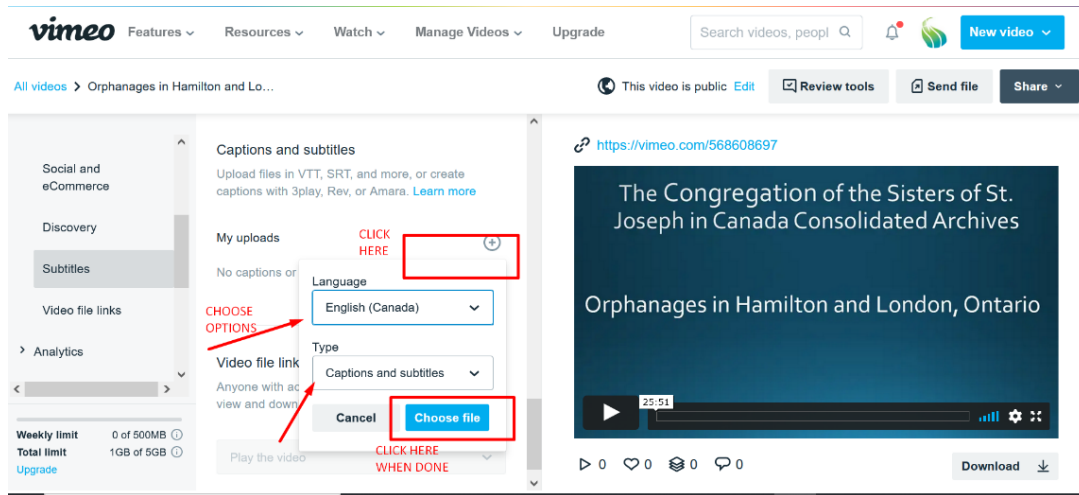 vimeo Features Resources Watch Manage Videos Upgrade Search videos, peopl New video
All videos > Orphanages in Hamilton and Lo... This video is public Edit Review tools Send file Share
Social and
eCommerce
Discovery
Subtitles
Video file links
> Analytics
Weekly limit 0 of 500MB
Total limit 1GB of 5GB
Upgrade
Captions and subtitles
Upload files in VTT, SRT, and more, or create
captions with 3play, Rev, or Amara. Learn more
My uploads
CLICK
HERE
No captions or
Language
English (Canada)
CHOOSE
OPTIONS
Type
Captions and subtitles
Video file link
Anyone with ac
view and down
Cancel Choose file
Play the video
CLICK HERE
WHEN DONE
https://vimeo.com/568608697
The Congregation of the Sisters of St.
Joseph in Canada Consolidated Archives
Orphanages in Hamilton and London, Ontario
25:51
0 0 0 0
Download